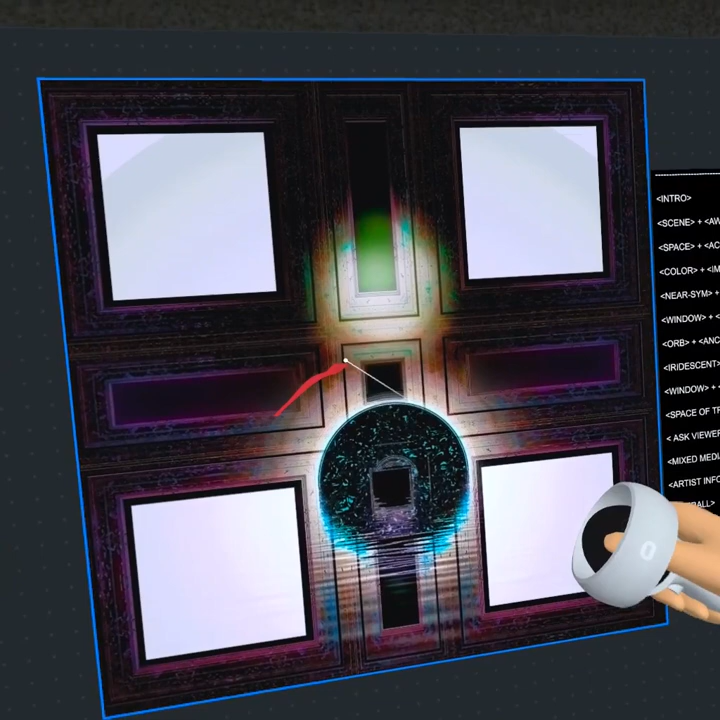 <INTRO>
<SCENE> + <AW
<SPACE> + <AC
<COLOR> + <IM
<NEAR-SYM> +
<WINDOW> + <
<ORB> + <ANC
<IRIDESCENT>
<WINDOW> + <
<SPACE OF TR
< ASK VIEWER
<MIXED MEDIA
<ARTIST INFO